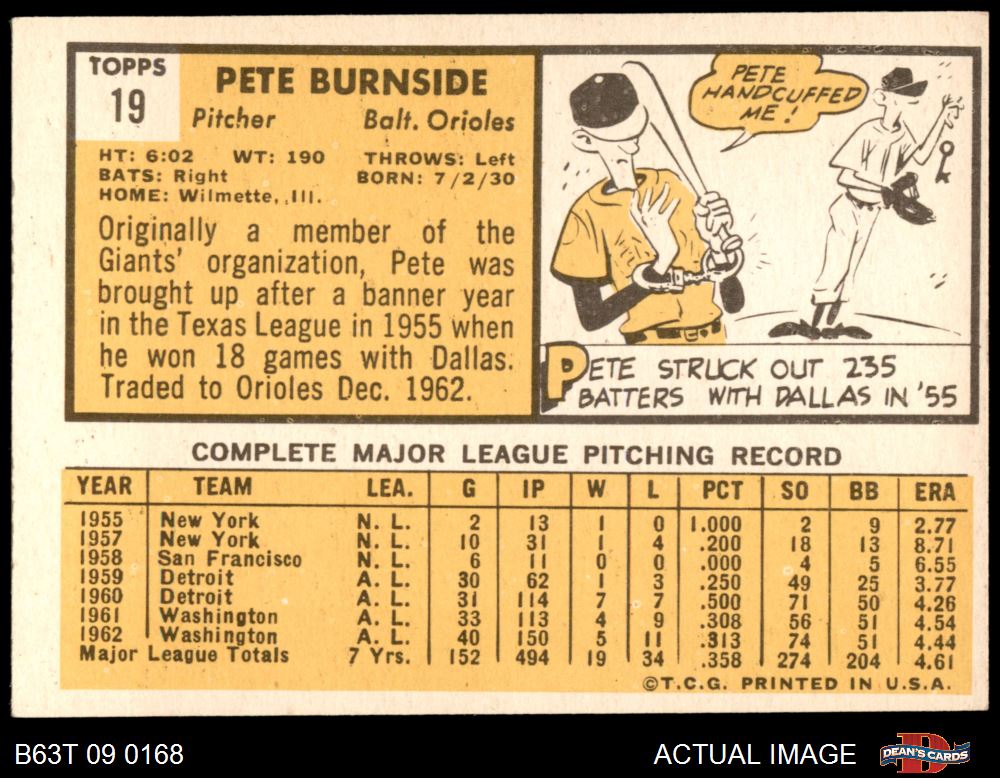 TOPPS
19
PETE BURNSIDE
Pitcher Balt. Orioles
HT: 6:02 WT: 190 THROWS: Left
BATS: Right BORN: 7/2/30
HOME: Wilmette, Ill.
Originally a member of the
Giants' organization, Pete was
brought up after a banner year
in the Texas League in 1955 when
he won 18 games with Dallas.
Traded to Orioles Dec. 1962.
PETE
HANDCUFFED
ME!
PETE STRUCK OUT 235
BATTERS WITH DALLAS IN '55
COMPLETE MAJOR LEAGUE PITCHING RECORD
YEAR TEAM LEA. G IP W L PCT SO BB ERA
1955 New York N. L. 2 13 1 0 1.000 2 9 2.77
1957 New York N. L. 10 31 1 4 .200 18 13 8.71
1958 San Francisco N. L. 6 11 0 0 .000 4 5 6.55
1959 Detroit A. L. 30 62 1 3 .250 49 25 3.77
1960 Detroit A. L. 31 114 7 7 .500 71 50 4.26
1961 Washington A. L. 33 113 4 9 .308 56 51 4.54
1962 Washington A. L. 40 150 5 11 .313 74 51 4.44
Major League Totals 7 Yrs. 152 494 19 34 .358 274 204 4.61
©T.C.G. PRINTED IN U.S.A.
B63T 09 0168 ACTUAL IMAGE DEAN'S CARDS